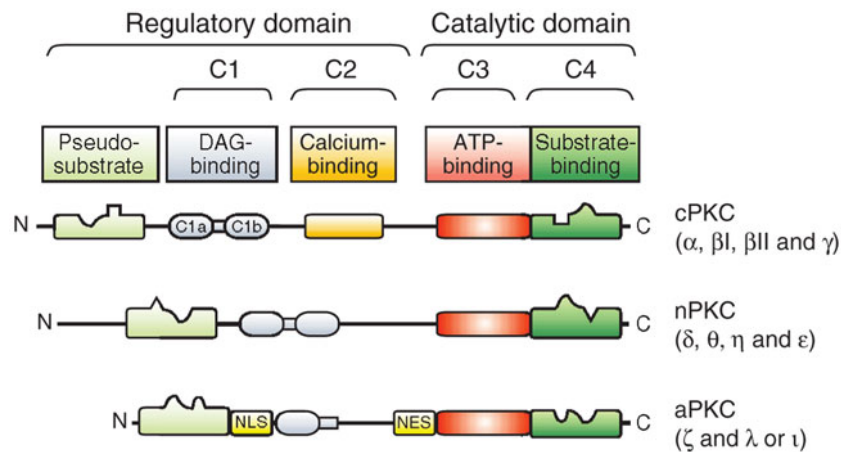 Regulatory domain Catalytic domain
C1 C2 C3 C4
Pseudo-
substrate
DAG-
binding
Calcium-
binding
ATP-
binding
Substrate-
binding
N C1a C1b C cPKC
(α, βI, βII and γ)
N C nPKC
(δ, θ, η and ε)
N NLS NES C aPKC
(ζ and λ or ι)